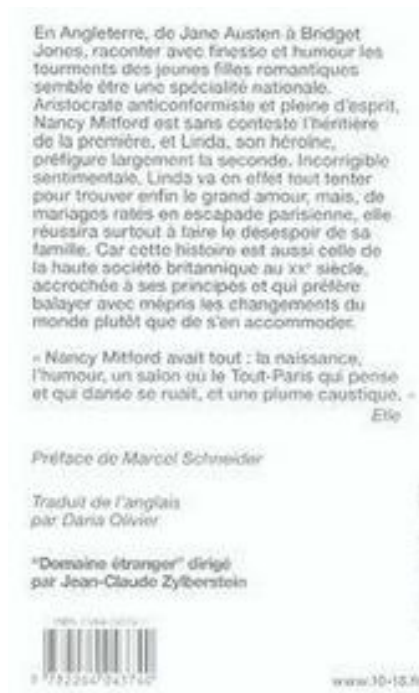 En Angleterre, de Jane Austen à Bridget
Jones, raconter avec finesse et humour les
tourments des jeunes filles romantiques
semble être une spécialité nationale.
Aristocrate anticonformiste et pleine d'esprit,
Nancy Mitford est sans conteste l'héritière
de la première, et Linda, son héroïne,
préfigure largement la seconde. Incorrigible
sentimentale, Linda va en effet tout tenter
pour trouver enfin le grand amour, mais, de
mariages ratés en escapade parisienne, elle
réussira surtout à faire le désespoir de sa
famille. Car cette histoire est aussi celle de
la haute société britannique au XXe siècle,
accrochée à ses principes et qui préfère
balayer avec mépris les changements du
monde plutôt que de s'en accommoder.
« Nancy Mitford avait tout : la naissance,
l'humour, un salon où le Tout-Paris qui pense
et qui danse se ruait, et une plume caustique. »
Elle
Préface de Marcel Schneider
Traduit de l'anglais
par Daria Olivier
"Domaine étranger" dirigé
par Jean-Claude Zylberstein
9 782264 043740
www.10-18.fr